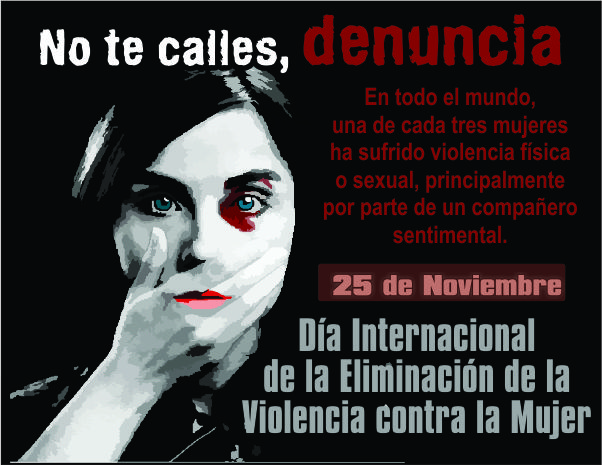 No te calles, denuncia
En todo el mundo,
una de cada tres mujeres
ha sufrido violencia física
o sexual, principalmente
por parte de un compañero
sentimental.
25 de Noviembre
Día Internacional
de la Eliminación de la
Violencia contra la Mujer